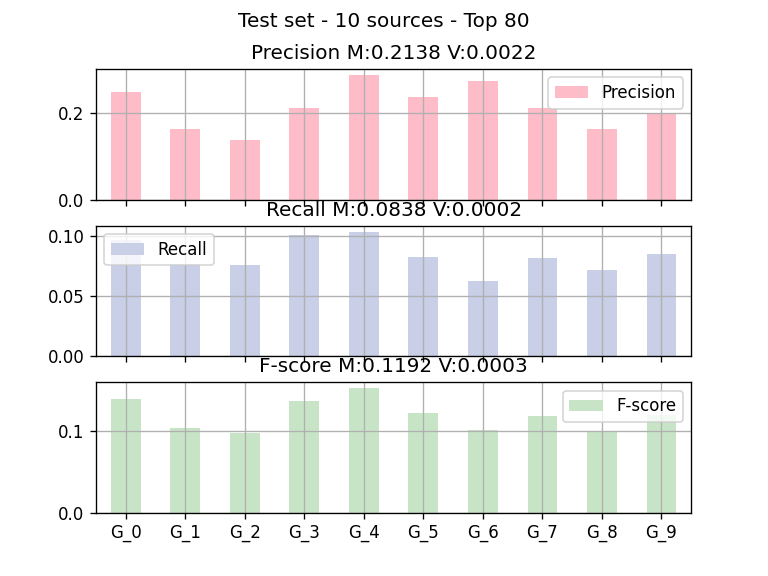 Test set - 10 sources - Top 80
Precision M:0.2138 V:0.0022
Precision
0.2
0.0
Recall M:0.0838 V:0.0002
0.10
Recall
0.05
0.00
F-score M:0.1192 V:0.0003
F-score
0.1
0.0
G_0 G_1 G_2 G_3 G_4 G_5 G_6 G_7 G_8 G_9